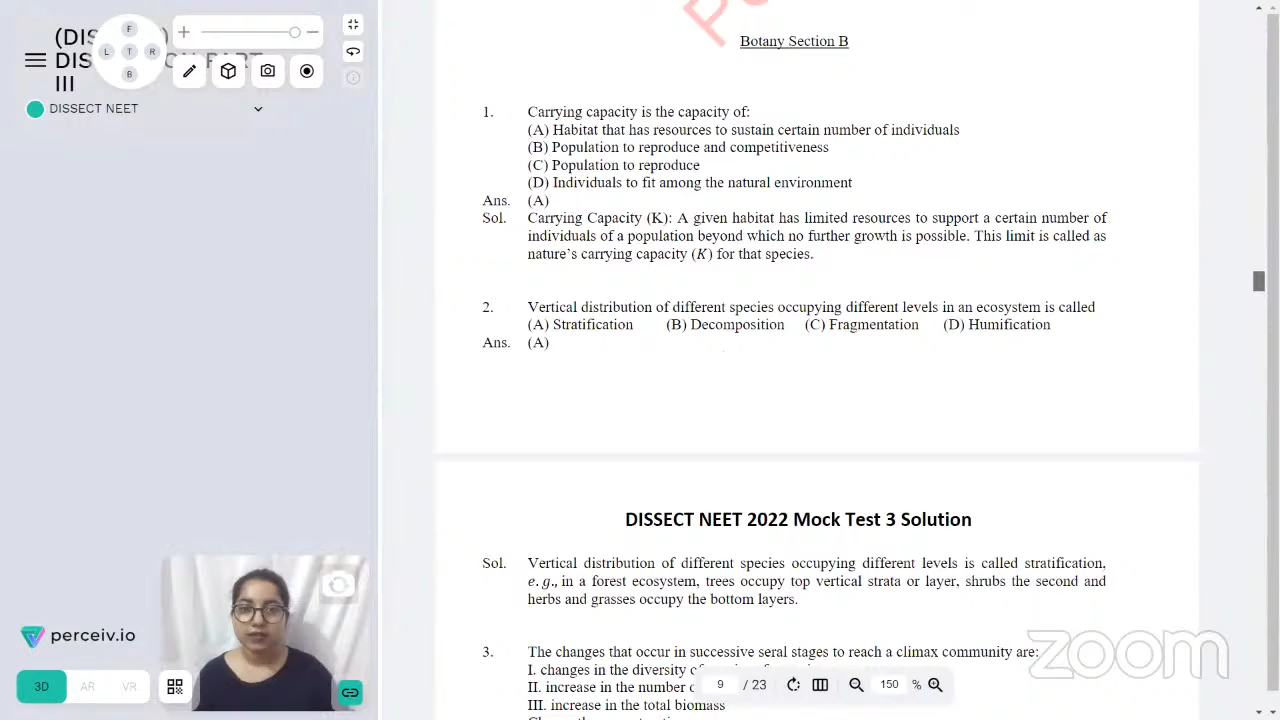 (DIS
DIS
III
F
L T R
B
DISSECT NEET
Botany Section B
1. Carrying capacity is the capacity of:
(A) Habitat that has resources to sustain certain number of individuals
(B) Population to reproduce and competitiveness
(C) Population to reproduce
(D) Individuals to fit among the natural environment
Ans. (A)
Sol. Carrying Capacity (K): A given habitat has limited resources to support a certain number of
individuals of a population beyond which no further growth is possible. This limit is called as
nature's carrying capacity (K) for that species.
2. Vertical distribution of different species occupying different levels in an ecosystem is called
(A) Stratification (B) Decomposition (C) Fragmentation (D) Humification
Ans. (A)
DISSECT NEET 2022 Mock Test 3 Solution
Sol. Vertical distribution of different species occupying different levels is called stratification,
e.g., in a forest ecosystem, trees occupy top vertical strata or layer, shrubs the second and
herbs and grasses occupy the bottom layers.
3. The changes that occur in successive seral stages to reach a climax community are:
I. changes in the diversity
II. increase in the number
III. increase in the total biomass
9 / 23 150 %
perceiv.io
3D AR VR
zoom